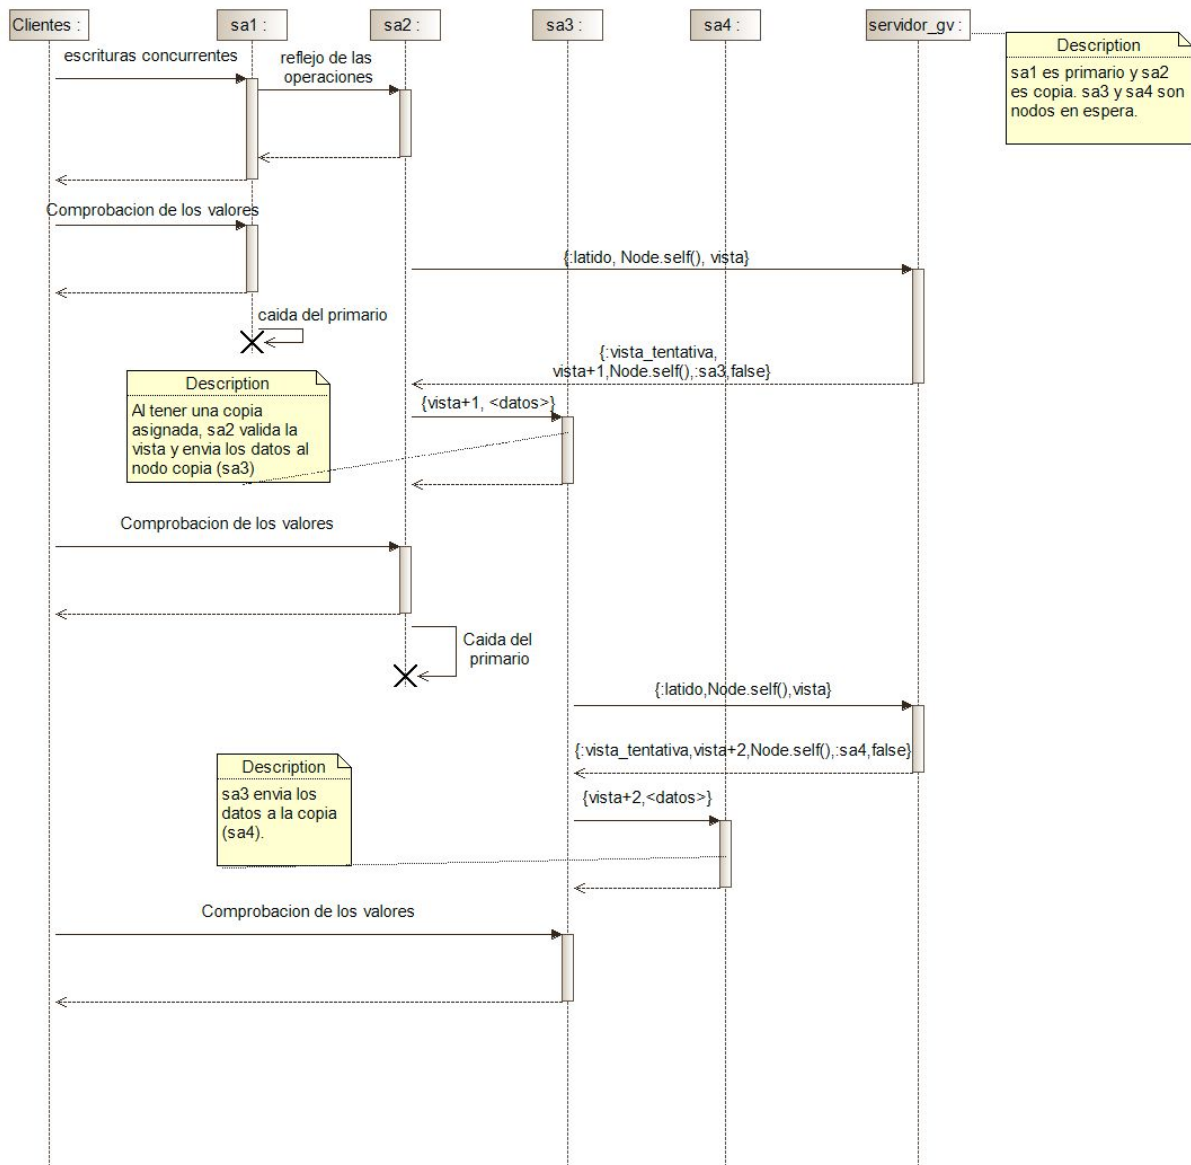 Clientes :
sa1 :
sa2 :
sa3 :
sa4 :
servidor_gv :
Description
sa1 es primario y sa2
es copia. sa3 y sa4 son
nodos en espera.
escrituras concurrentes
reflejo de las
operaciones
Comprobacion de los valores
{:latido, Node.self(), vista}
caida del primario
{:vista_tentativa,
vista+1,Node.self(),:sa3,false}
Description
Al tener una copia
asignada, sa2 valida la
vista y envia los datos al
nodo copia (sa3)
{vista+1, <datos>}
Comprobacion de los valores
Caida del
primario
{:latido,Node.self(),vista}
{:vista_tentativa,vista+2,Node.self(),:sa4,false}
Description
sa3 envia los
datos a la copia
(sa4).
{vista+2,<datos>}
Comprobacion de los valores